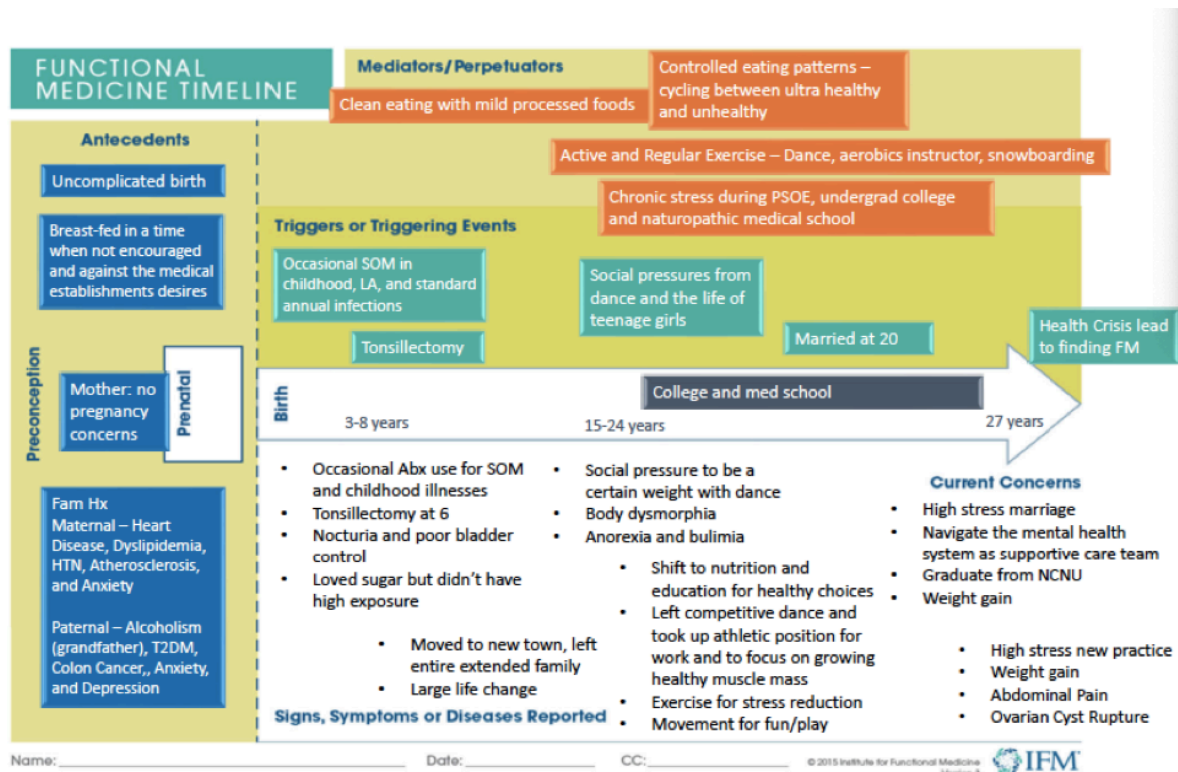 FUNCTIONAL
MEDICINE TIMELINE
Mediators/Perpetuators
Clean eating with mild processed foods
Controlled eating patterns –
cycling between ultra healthy
and unhealthy
Active and Regular Exercise – Dance, aerobics instructor, snowboarding
Chronic stress during PSOE, undergrad college
and naturopathic medical school
Antecedents
Uncomplicated birth
Breast-fed in a time
when not encouraged
and against the medical
establishments desires
Preconception
Mother: no
pregnancy
concerns
Prenatal
Fam Hx
Maternal – Heart
Disease, Dyslipidemia,
HTN, Atherosclerosis,
and Anxiety
Paternal – Alcoholism
(grandfather), T2DM,
Colon Cancer,, Anxiety,
and Depression
Triggers or Triggering Events
Occasional SOM in
childhood, LA, and standard
annual infections
Tonsillectomy
Social pressures from
dance and the life of
teenage girls
Married at 20
Health Crisis lead
to finding FM
Birth
College and med school
3-8 years
15-24 years
27 years
• Occasional Abx use for SOM
and childhood illnesses
• Tonsillectomy at 6
• Nocturia and poor bladder
control
• Loved sugar but didn't have
high exposure
• Moved to new town, left
entire extended family
• Large life change
• Social pressure to be a
certain weight with dance
• Body dysmorphia
• Anorexia and bulimia
• Shift to nutrition and
education for healthy choices
• Left competitive dance and
took up athletic position for
work and to focus on growing
healthy muscle mass
• Exercise for stress reduction
• Movement for fun/play
Current Concerns
• High stress marriage
• Navigate the mental health
system as supportive care team
• Graduate from NCNU
• Weight gain
• High stress new practice
• Weight gain
• Abdominal Pain
• Ovarian Cyst Rupture
Signs, Symptoms or Diseases Reported
Name: Date: CC:
© 2015 Institute for Functional Medicine
IFM